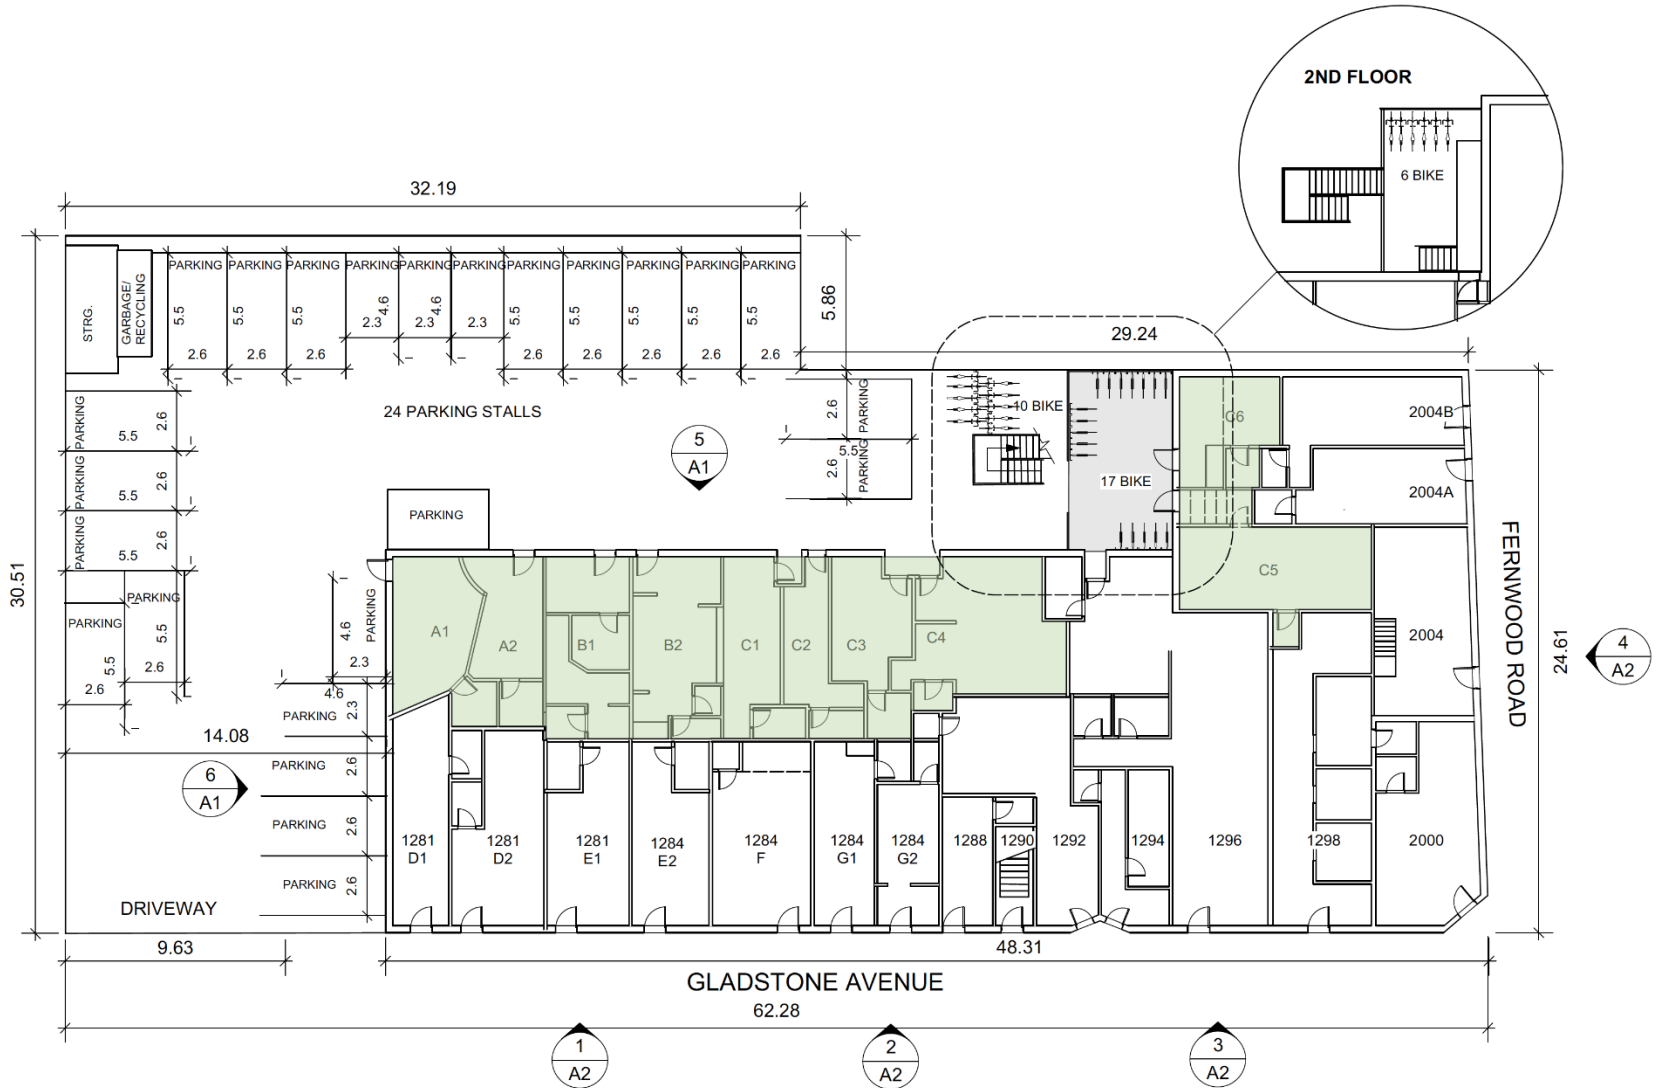 2ND FLOOR
6 BIKE
32.19
PARKING PARKING PARKING PARKING PARKING PARKING PARKING PARKING PARKING PARKING PARKING
STRG.
GARBAGE/
RECYCLING
5.5 5.5 5.5 4.6 4.6 5.5 5.5 5.5 5.5 5.5
2.3 2.3 2.3
2.6 2.6 2.6 2.6 2.6 2.6 2.6 2.6
5.86
29.24
24 PARKING STALLS
PARKING 5.5 2.6
PARKING 5.5 2.6
PARKING 5.5 2.6
2.6 PARKING
5.5
2.6 PARKING
10 BIKE
17 BIKE
5
A1
PARKING
C6
2004B
2004A
FERNWOOD ROAD
30.51
PARKING
PARKING
5.5
5.5
2.6
2.6
4.6 PARKING
2.3
4.6
A1
A2
B1
B2
C1
C2
C3
C4
C5
2004
24.61
4
A2
PARKING 2.3
14.08
PARKING 2.6
6
A1
PARKING 2.6
PARKING 2.6
DRIVEWAY
1281
D1
1281
D2
1281
E1
1284
E2
1284
F
1284
G1
1284
G2
1288
1290
1292
1294
1296
1298
2000
9.63
48.31
GLADSTONE AVENUE
62.28
1
A2
2
A2
3
A2